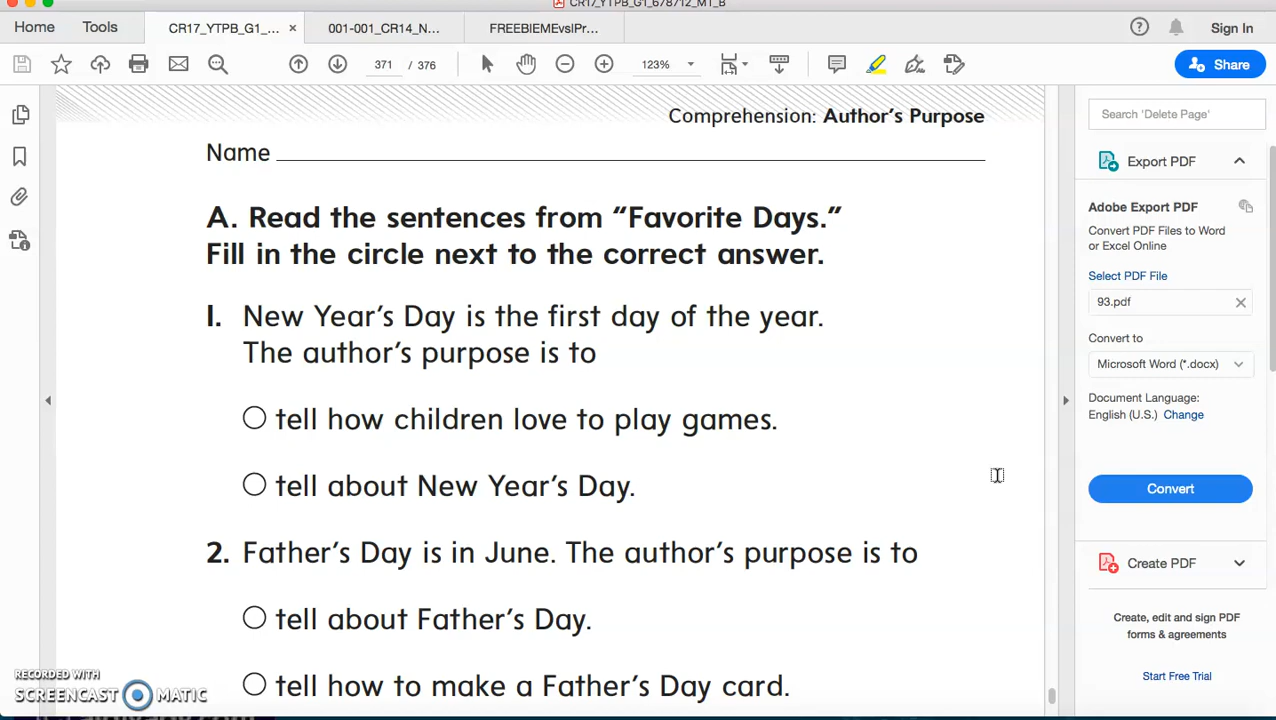 CR17_YTPB_G1_678712_MT_B
Home Tools CR17_YTPB_G1_... × 001-001_CR14_N... FREEBIEMEvsIPr... Sign In
371 / 376 123% Share
Comprehension: Author's Purpose
Name
A. Read the sentences from “Favorite Days.”
Fill in the circle next to the correct answer.
1. New Year's Day is the first day of the year.
The author's purpose is to
tell how children love to play games.
tell about New Year's Day.
2. Father's Day is in June. The author's purpose is to
tell about Father's Day.
tell how to make a Father's Day card.
Search 'Delete Page'
Export PDF
Adobe Export PDF
Convert PDF Files to Word
or Excel Online
Select PDF File
93.pdf
Convert to
Microsoft Word (*.docx)
Document Language:
English (U.S.) Change
Convert
Create PDF
Create, edit and sign PDF
forms & agreements
Start Free Trial
RECORDED WITH
SCREENCAST MATIC